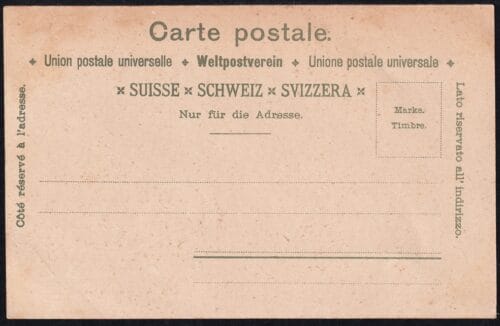 Carte postale.
✦ Union postale universelle ✦ Weltpostverein ✦ Unione postale universale ✦
× SUISSE × SCHWEIZ × SVIZZERA ×
Nur für die Adresse.
Marke.
Timbre.
Côté réservé à l'adresse.
Lato riservato all' indirizzo.